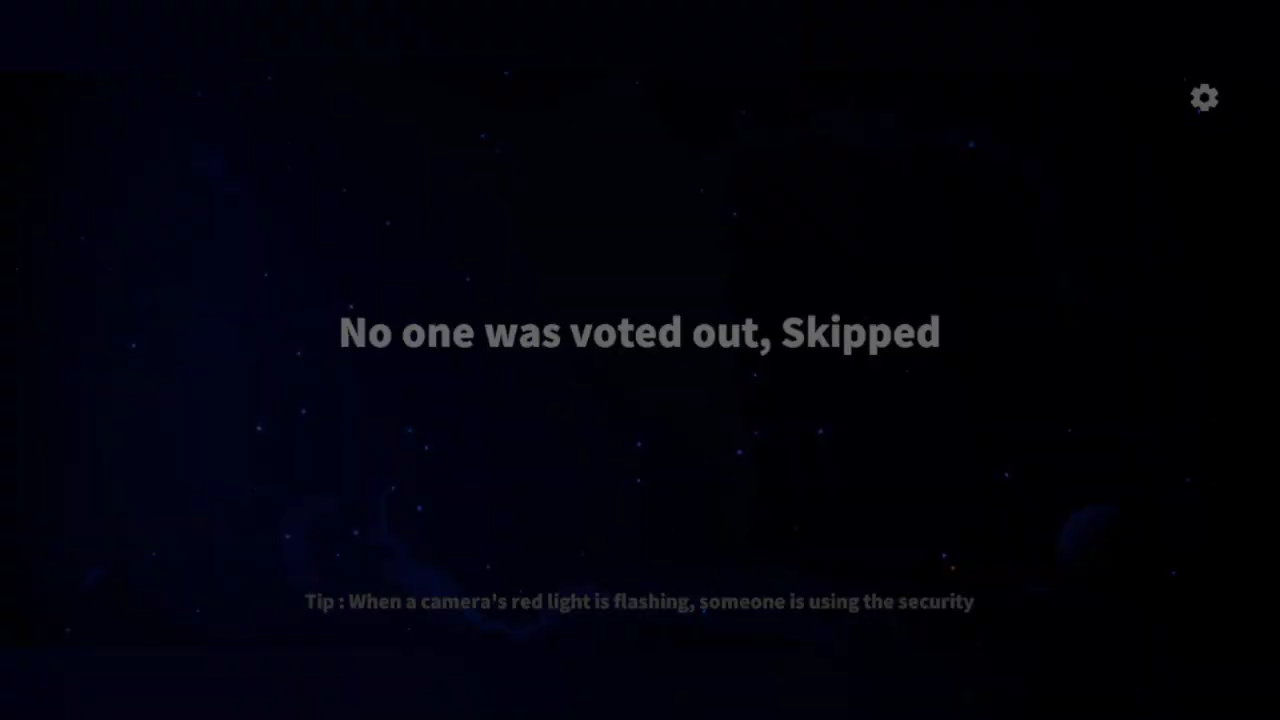 No one was voted out, Skipped
Tip : When a camera's red light is flashing, someone is using the security